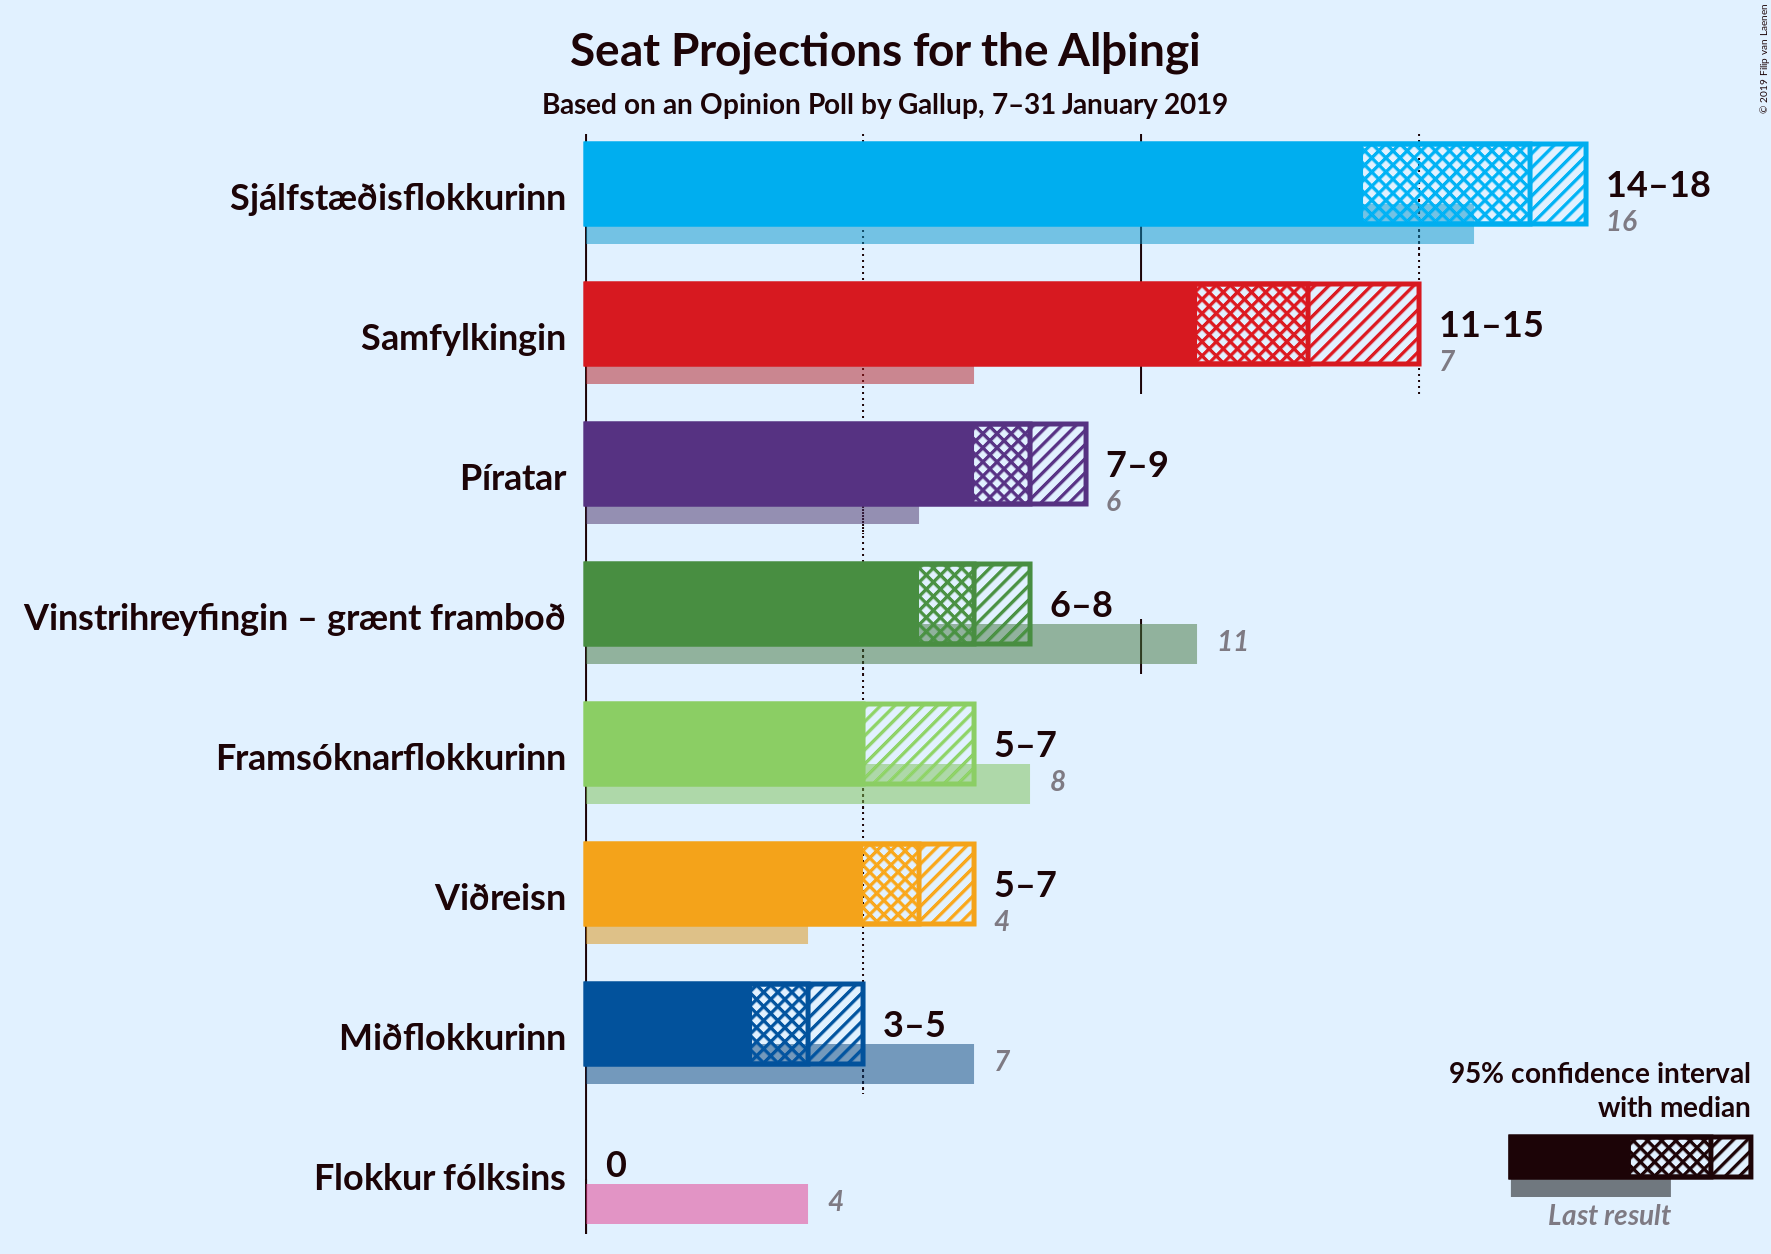 Seat Projections for the Alþingi
Based on an Opinion Poll by Gallup, 7–31 January 2019
© 2019 Filip van Laenen
Sjálfstæðisflokkurinn
14–18
16
Samfylkingin
11–15
7
Píratar
7–9
6
Vinstrihreyfingin – grænt framboð
6–8
11
Framsóknarflokkurinn
5–7
8
Viðreisn
5–7
4
Miðflokkurinn
3–5
7
Flokkur fólksins
0
4
95% confidence interval
with median
Last result